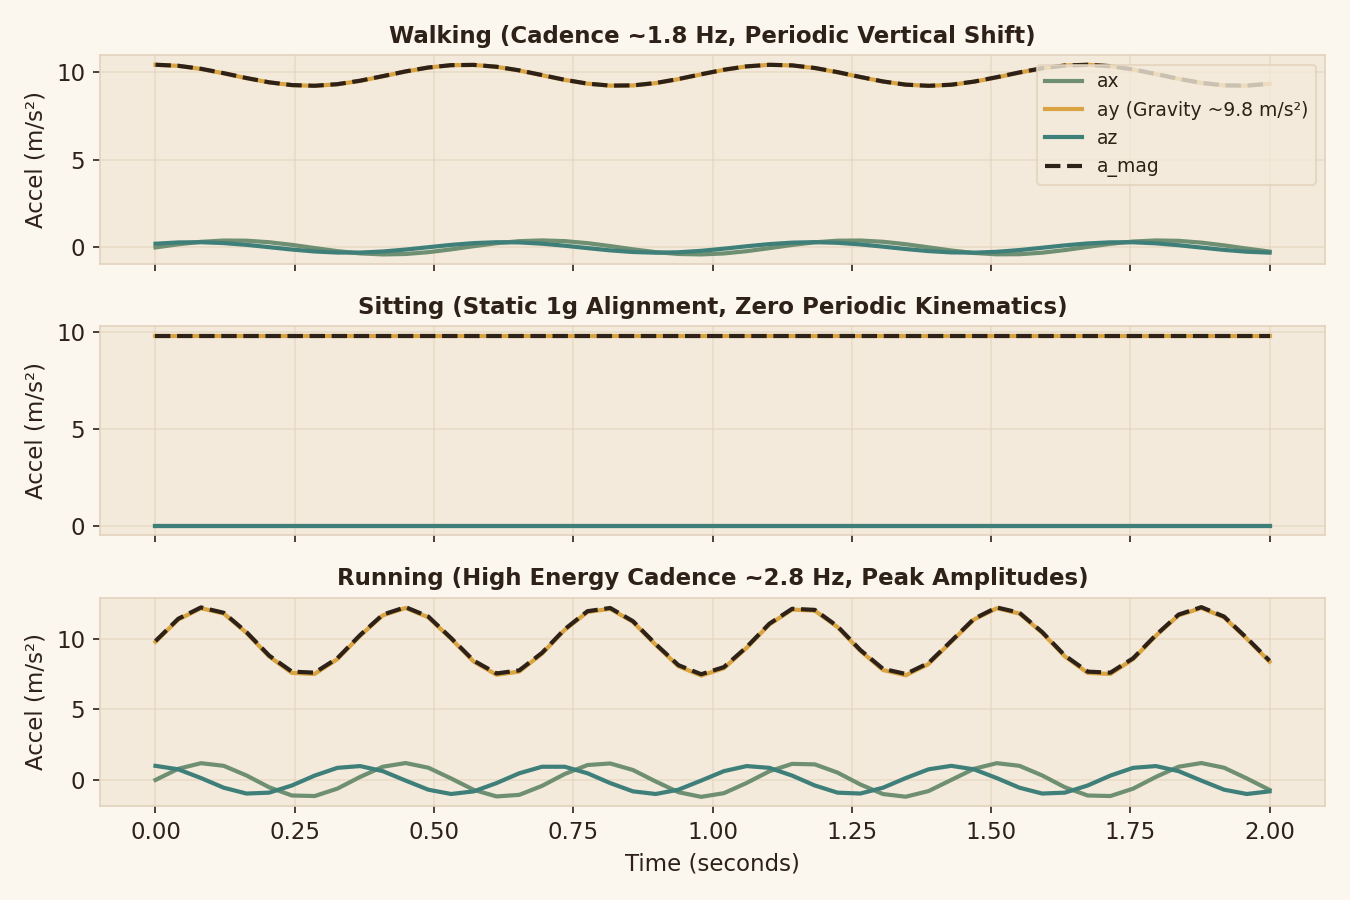 Walking (Cadence ~1.8 Hz, Periodic Vertical Shift)
Accel (m/s²)
10
5
0
ax
ay (Gravity ~9.8 m/s²)
az
a_mag
Sitting (Static 1g Alignment, Zero Periodic Kinematics)
Accel (m/s²)
10
5
0
Running (High Energy Cadence ~2.8 Hz, Peak Amplitudes)
Accel (m/s²)
10
5
0
0.00 0.25 0.50 0.75 1.00 1.25 1.50 1.75 2.00
Time (seconds)